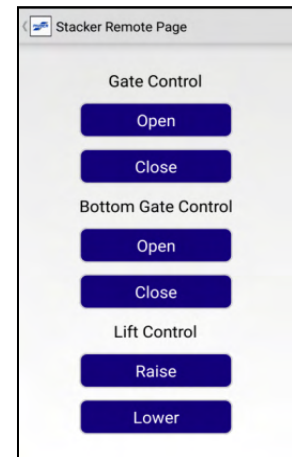 Stacker Remote Page
Gate Control
Open
Close
Bottom Gate Control
Open
Close
Lift Control
Raise
Lower